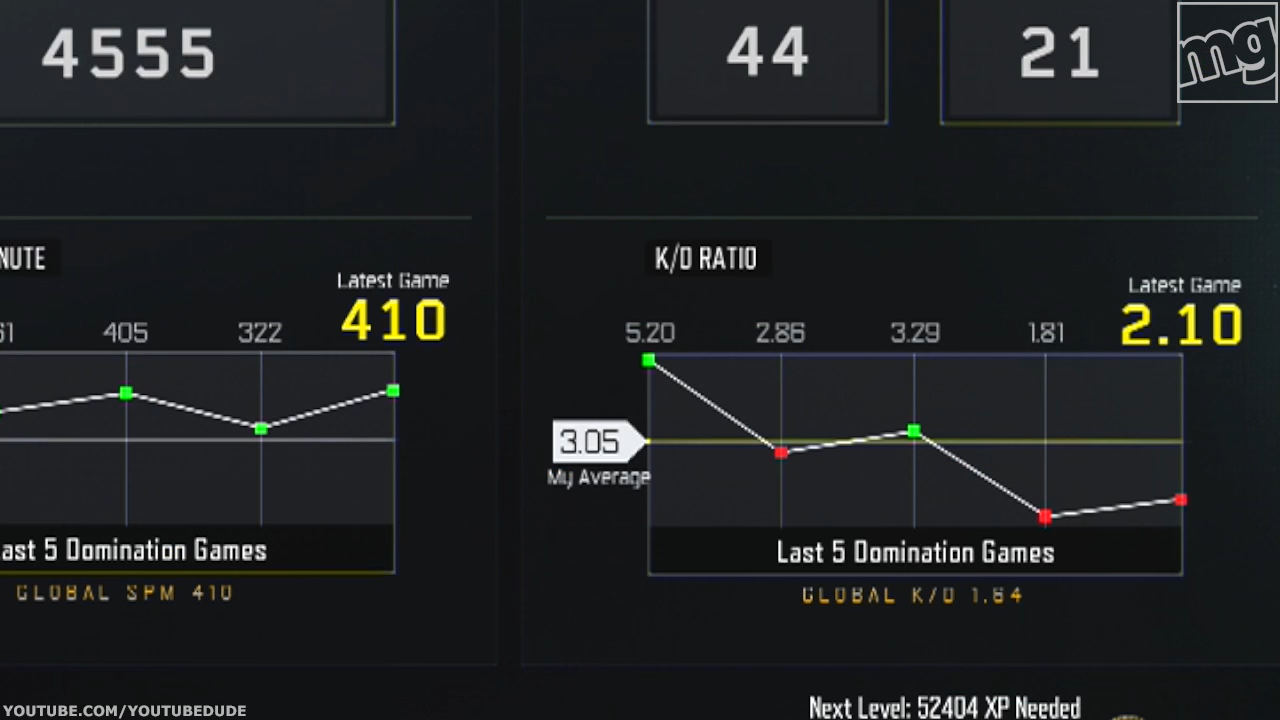 4555
44
21
mg
NUTE
Latest Game
410
405
322
K/D RATIO
Latest Game
2.10
5.20
2.86
3.29
1.81
3.05
My Average
ast 5 Domination Games
GLOBAL SPM 410
Last 5 Domination Games
GLOBAL K/D 1.64
Next Level: 52404 XP Needed
YOUTUBE.COM/YOUTUBEDUDE